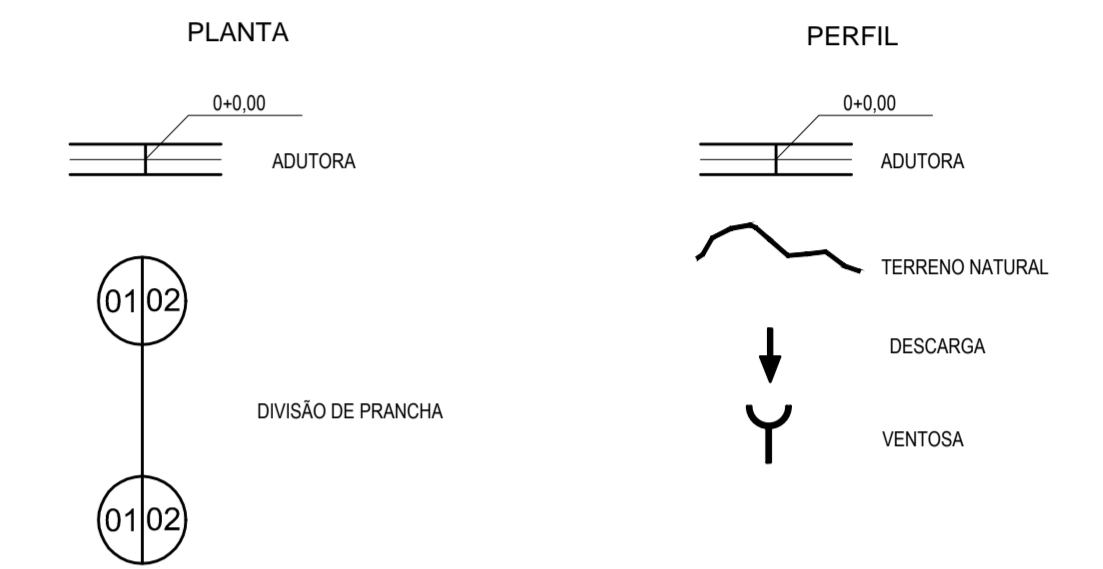 PLANTA
0+0,00
ADUTORA
01 02
DIVISÃO DE PRANCHA
01 02
PERFIL
0+0,00
ADUTORA
TERRENO NATURAL
DESCARGA
VENTOSA